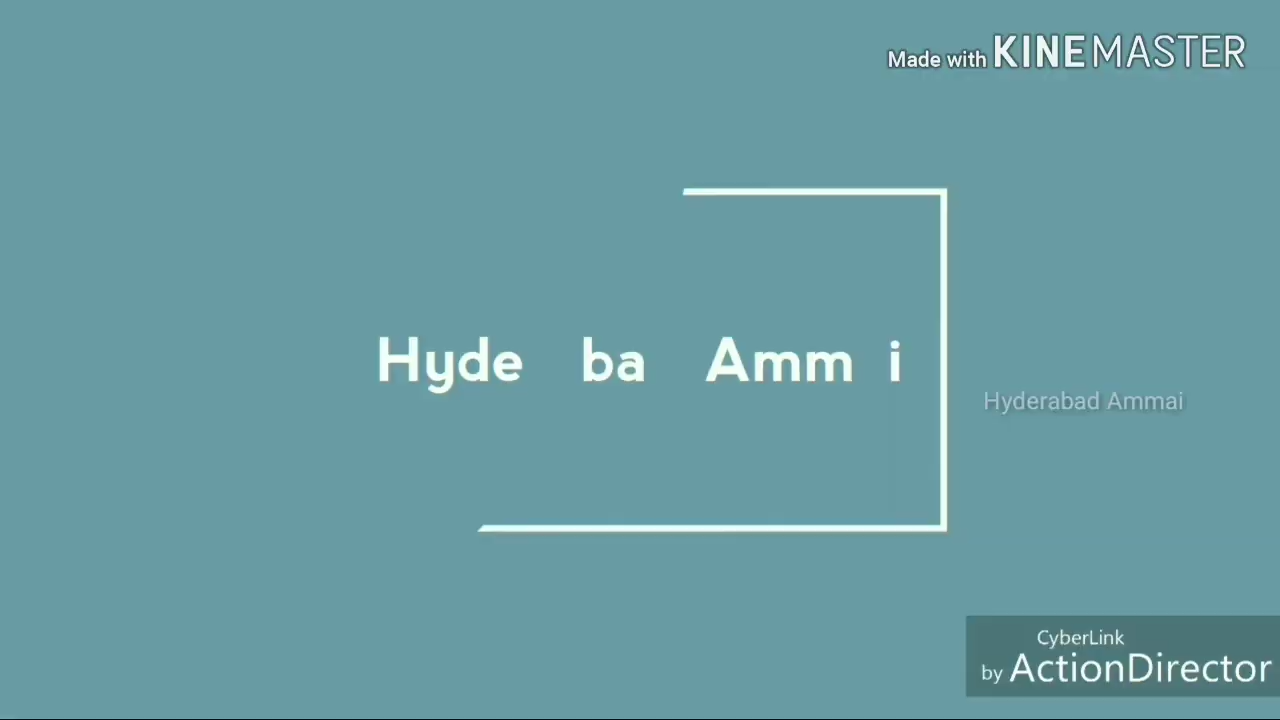 Made with KINEMASTER
Hyde ba Amm i
Hyderabad Ammai
CyberLink
by ActionDirector